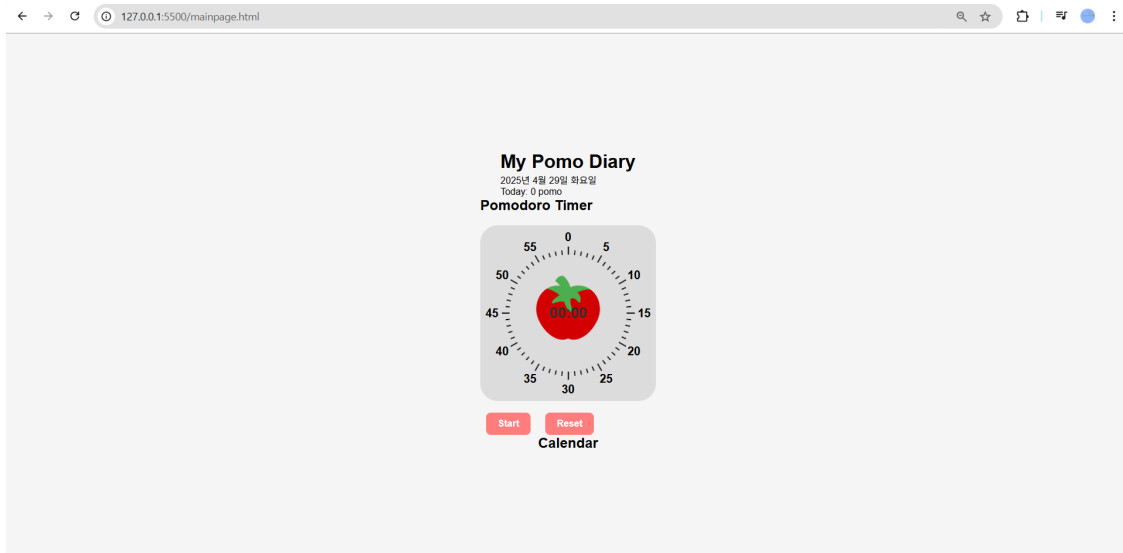 127.0.0.1:5500/mainpage.html
My Pomo Diary
2025년 4월 29일 화요일
Today: 0 pomo
Pomodoro Timer
0
55 5
50 10
00:00
45 15
40 20
35 25
30
Start Reset
Calendar